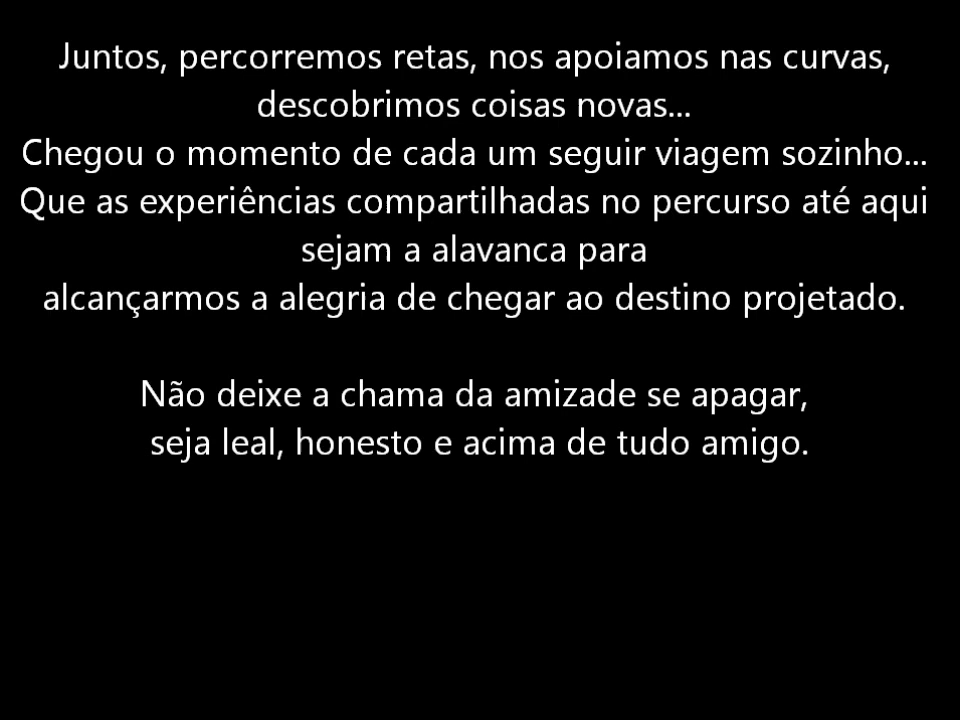 Juntos, percorremos retas, nos apoiamos nas curvas,
descobrimos coisas novas...
Chegou o momento de cada um seguir viagem sozinho...
Que as experiências compartilhadas no percurso até aqui
sejam a alavanca para
alcançarmos a alegria de chegar ao destino projetado.
Não deixe a chama da amizade se apagar,
seja leal, honesto e acima de tudo amigo.